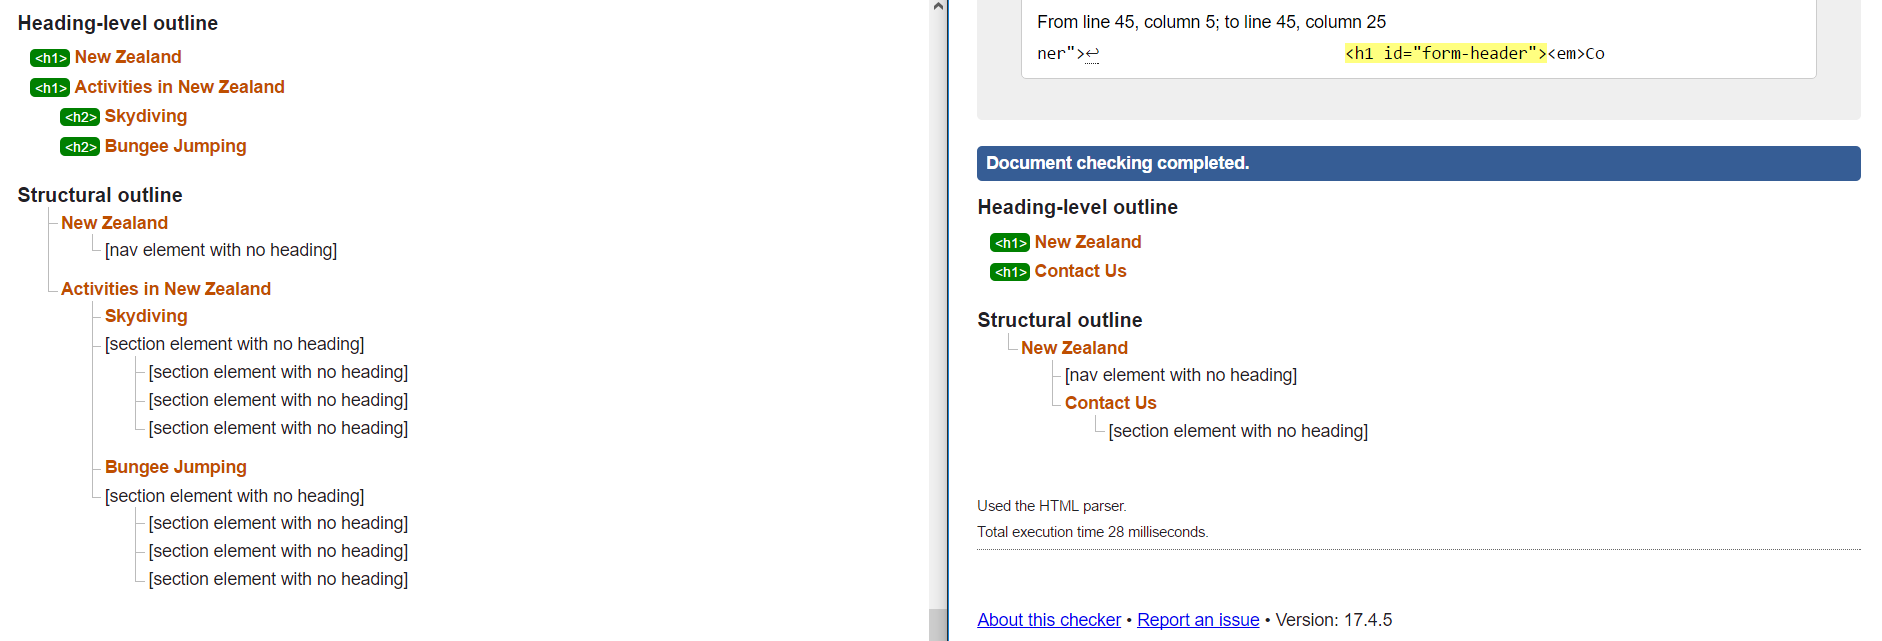 Heading-level outline
<h1> New Zealand
<h1> Activities in New Zealand
<h2> Skydiving
<h2> Bungee Jumping
Structural outline
New Zealand
[nav element with no heading]
Activities in New Zealand
Skydiving
[section element with no heading]
[section element with no heading]
[section element with no heading]
[section element with no heading]
Bungee Jumping
[section element with no heading]
[section element with no heading]
[section element with no heading]
[section element with no heading]
From line 45, column 5; to line 45, column 25
ner">↩ <h1 id="form-header"><em>Co
Document checking completed.
Heading-level outline
<h1> New Zealand
<h1> Contact Us
Structural outline
New Zealand
[nav element with no heading]
Contact Us
[section element with no heading]
Used the HTML parser.
Total execution time 28 milliseconds.
About this checker • Report an issue • Version: 17.4.5